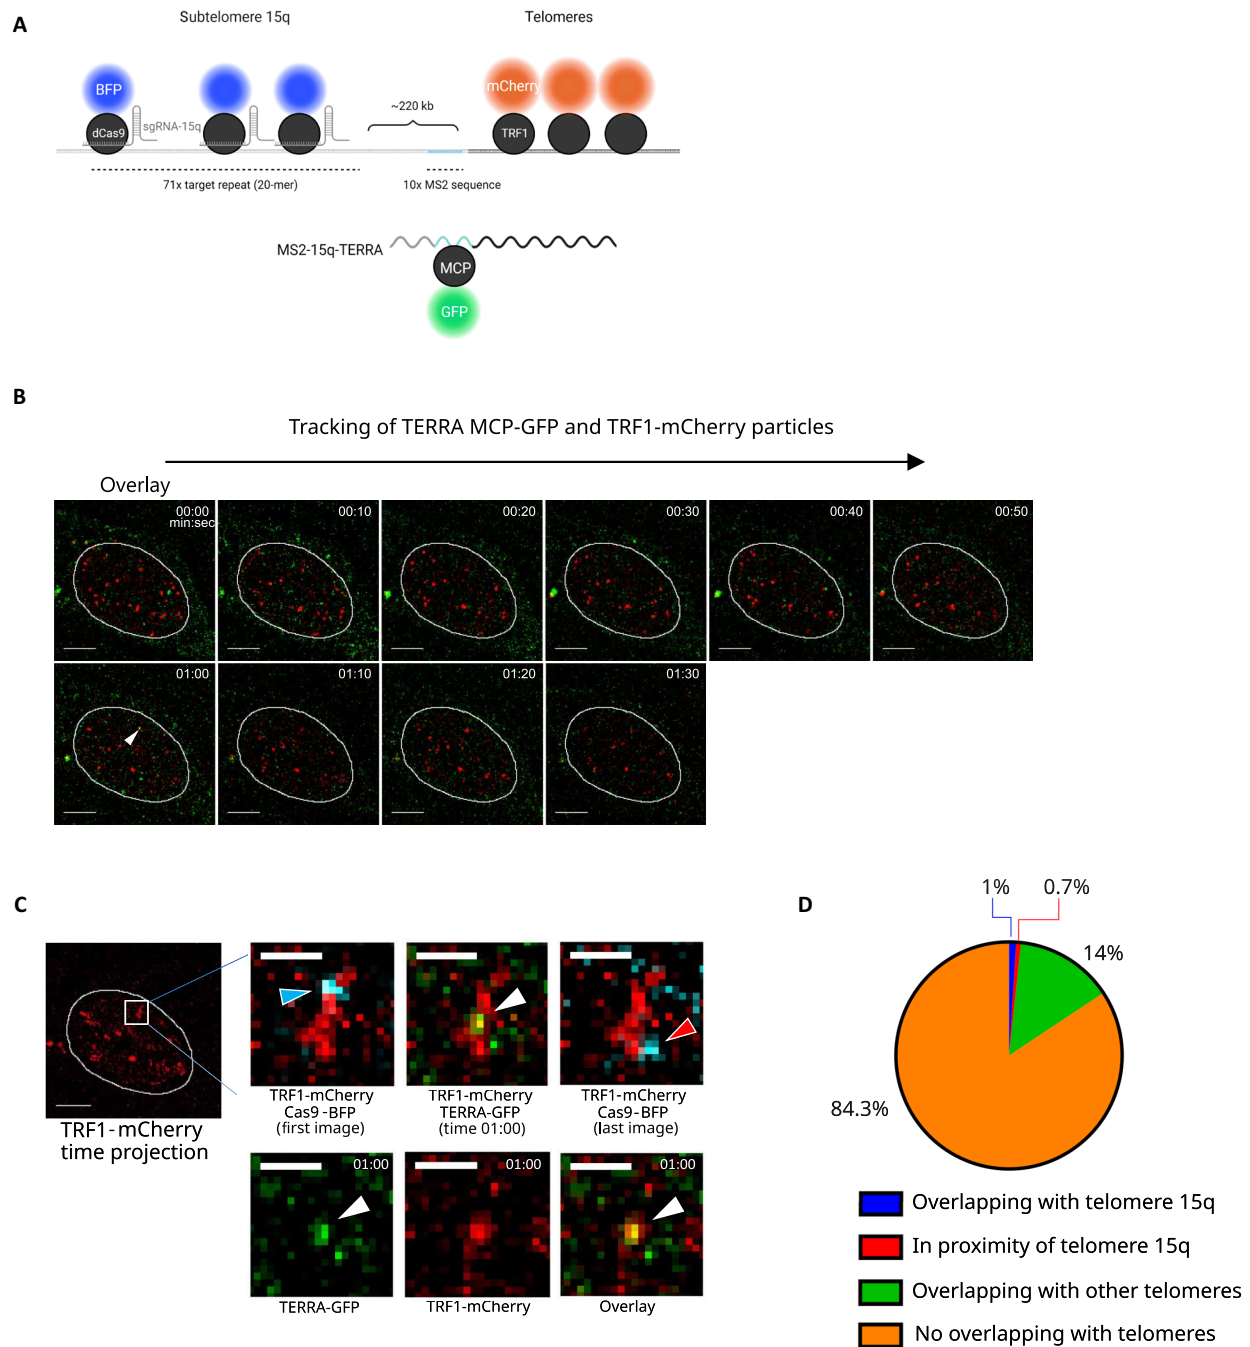 A
Subtelomere 15q
Telomeres
BFP
mCherry
~220 kb
dCas9
sgRNA-15q
TRF1
71x target repeat (20-mer)
10x MS2 sequence
MS2-15q-TERRA
MCP
GFP
B
Tracking of TERRA MCP-GFP and TRF1-mCherry particles
Overlay
00:00
min:sec
00:10
00:20
00:30
00:40
00:50
01:00
01:10
01:20
01:30
C
TRF1-mCherry
time projection
TRF1-mCherry
Cas9-BFP
(first image)
TRF1-mCherry
TERRA-GFP
(time 01:00)
TRF1-mCherry
Cas9-BFP
(last image)
01:00
01:00
01:00
TERRA-GFP
TRF1-mCherry
Overlay
D
1%
0.7%
14%
84.3%
Overlapping with telomere 15q
In proximity of telomere 15q
Overlapping with other telomeres
No overlapping with telomeres